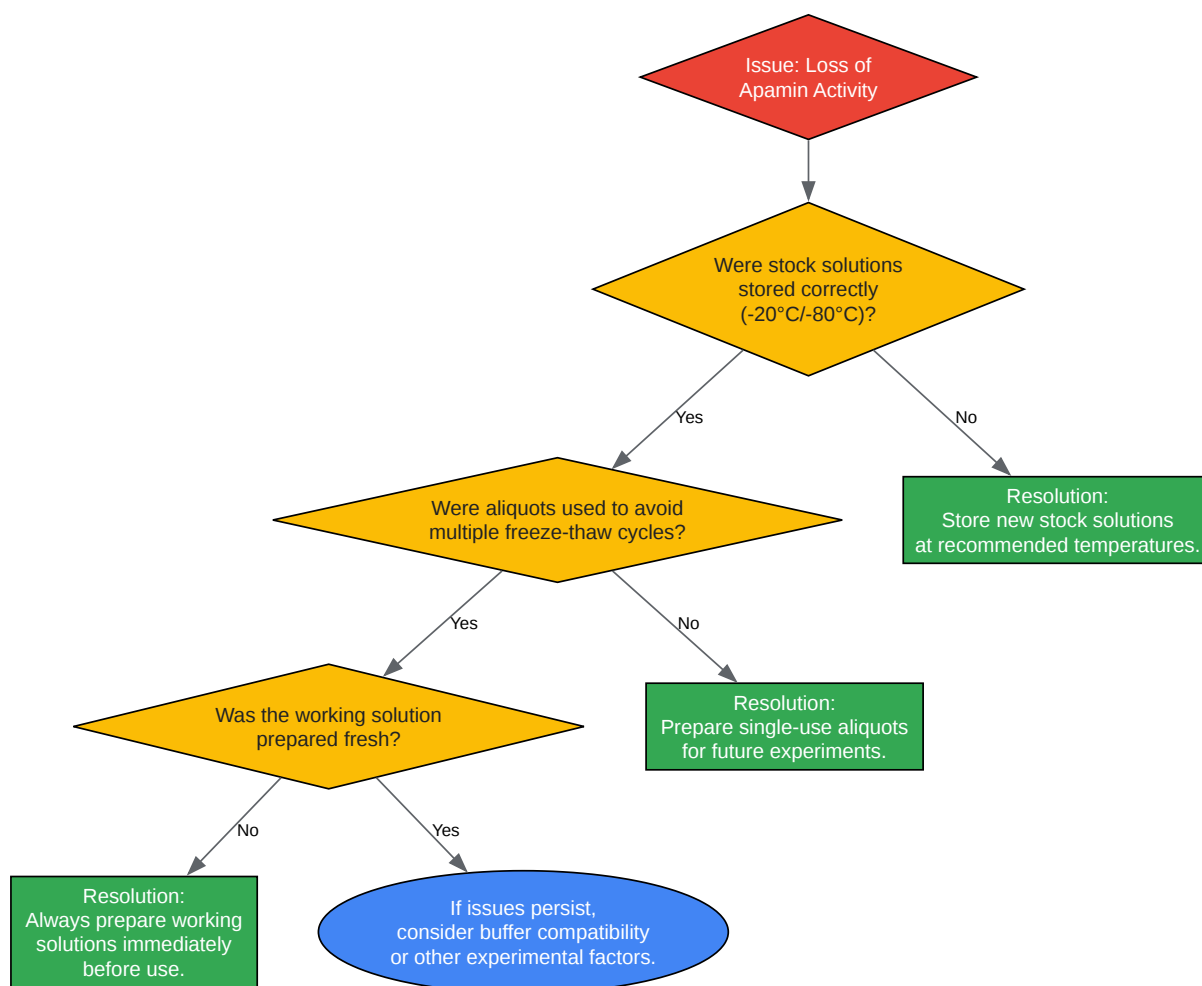 Issue: Loss of
Apamin Activity
Were stock solutions
stored correctly
(-20°C/-80°C)?
Yes
No
Were aliquots used to avoid
multiple freeze-thaw cycles?
Resolution:
Store new stock solutions
at recommended temperatures.
Yes
No
Was the working solution
prepared fresh?
Resolution:
Prepare single-use aliquots
for future experiments.
No
Yes
Resolution:
Always prepare working
solutions immediately
before use.
If issues persist,
consider buffer compatibility
or other experimental factors.